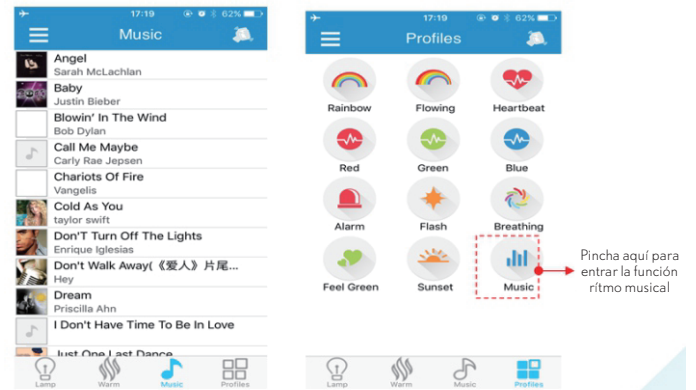 17:19
62%
Music
Angel
Sarah McLachlan
Baby
Justin Bieber
Blowin' In The Wind
Bob Dylan
Call Me Maybe
Carly Rae Jepsen
Chariots Of Fire
Vangelis
Cold As You
taylor swift
Don'T Turn Off The Lights
Enrique Iglesias
Don't Walk Away(《爱人》片尾...
Hey
Dream
Priscilla Ahn
I Don't Have Time To Be In Love
Just One Last Dance
Lamp
Warm
Music
Profiles
17:19
62%
Profiles
Rainbow
Flowing
Heartbeat
Red
Green
Blue
Alarm
Flash
Breathing
Feel Green
Sunset
Music
Lamp
Warm
Music
Profiles
Pincha aquí para
entrar la función
rítmo musical